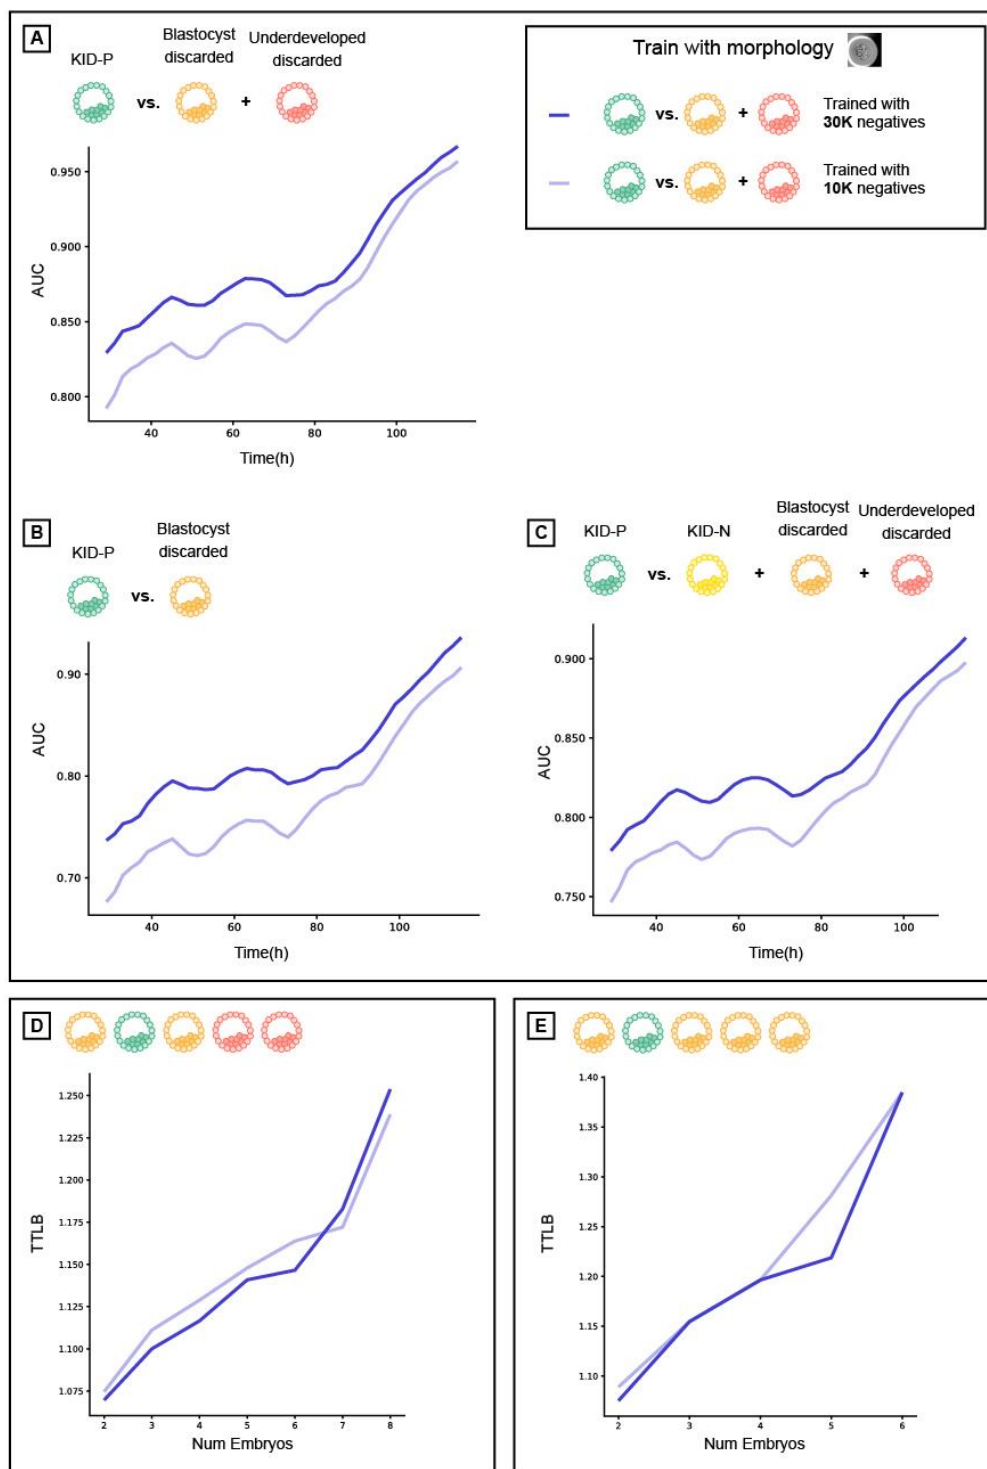 A
KID-P
Blastocyst
discarded
Underdeveloped
discarded
vs.
+
0.950
0.900
0.850
0.800
AUC
40
60
80
100
Time(h)
Train with morphology
vs.
+
Trained with
30K negatives
vs.
+
Trained with
10K negatives
B
KID-P
Blastocyst
discarded
vs.
0.90
0.80
0.70
AUC
40
60
80
100
Time(h)
C
KID-P
KID-N
Blastocyst
discarded
Underdeveloped
discarded
vs.
+
+
0.900
0.850
0.800
0.750
AUC
40
60
80
100
Time(h)
D
1.250
1.225
1.200
1.175
1.150
1.125
1.100
1.075
TTLB
2
3
4
5
6
7
8
Num Embryos
E
1.40
1.35
1.30
1.25
1.20
1.15
1.10
TTLB
2
3
4
5
6
Num Embryos